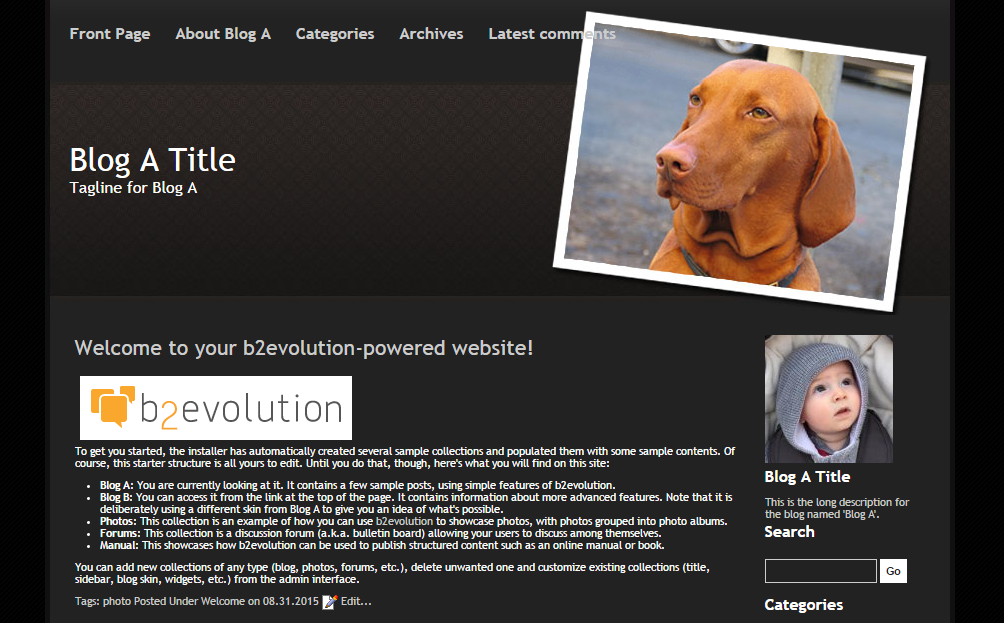 Front Page About Blog A Categories Archives Latest comments
Blog A Title
Tagline for Blog A
Welcome to your b2evolution-powered website!
b2evolution
To get you started, the installer has automatically created several sample collections and populated them with some sample contents. Of
course, this starter structure is all yours to edit. Until you do that, though, here's what you will find on this site:
• Blog A: You are currently looking at it. It contains a few sample posts, using simple features of b2evolution.
• Blog B: You can access it from the link at the top of the page. It contains information about more advanced features. Note that it is
deliberately using a different skin from Blog A to give you an idea of what's possible.
• Photos: This collection is an example of how you can use b2evolution to showcase photos, with photos grouped into photo albums.
• Forums: This collection is a discussion forum (a.k.a. bulletin board) allowing your users to discuss among themselves.
• Manual: This showcases how b2evolution can be used to publish structured content such as an online manual or book.
You can add new collections of any type (blog, photos, forums, etc.), delete unwanted one and customize existing collections (title,
sidebar, blog skin, widgets, etc.) from the admin interface.
Tags: photo Posted Under Welcome on 08.31.2015 Edit...
Blog A Title
This is the long description for
the blog named 'Blog A'.
Search
Go
Categories